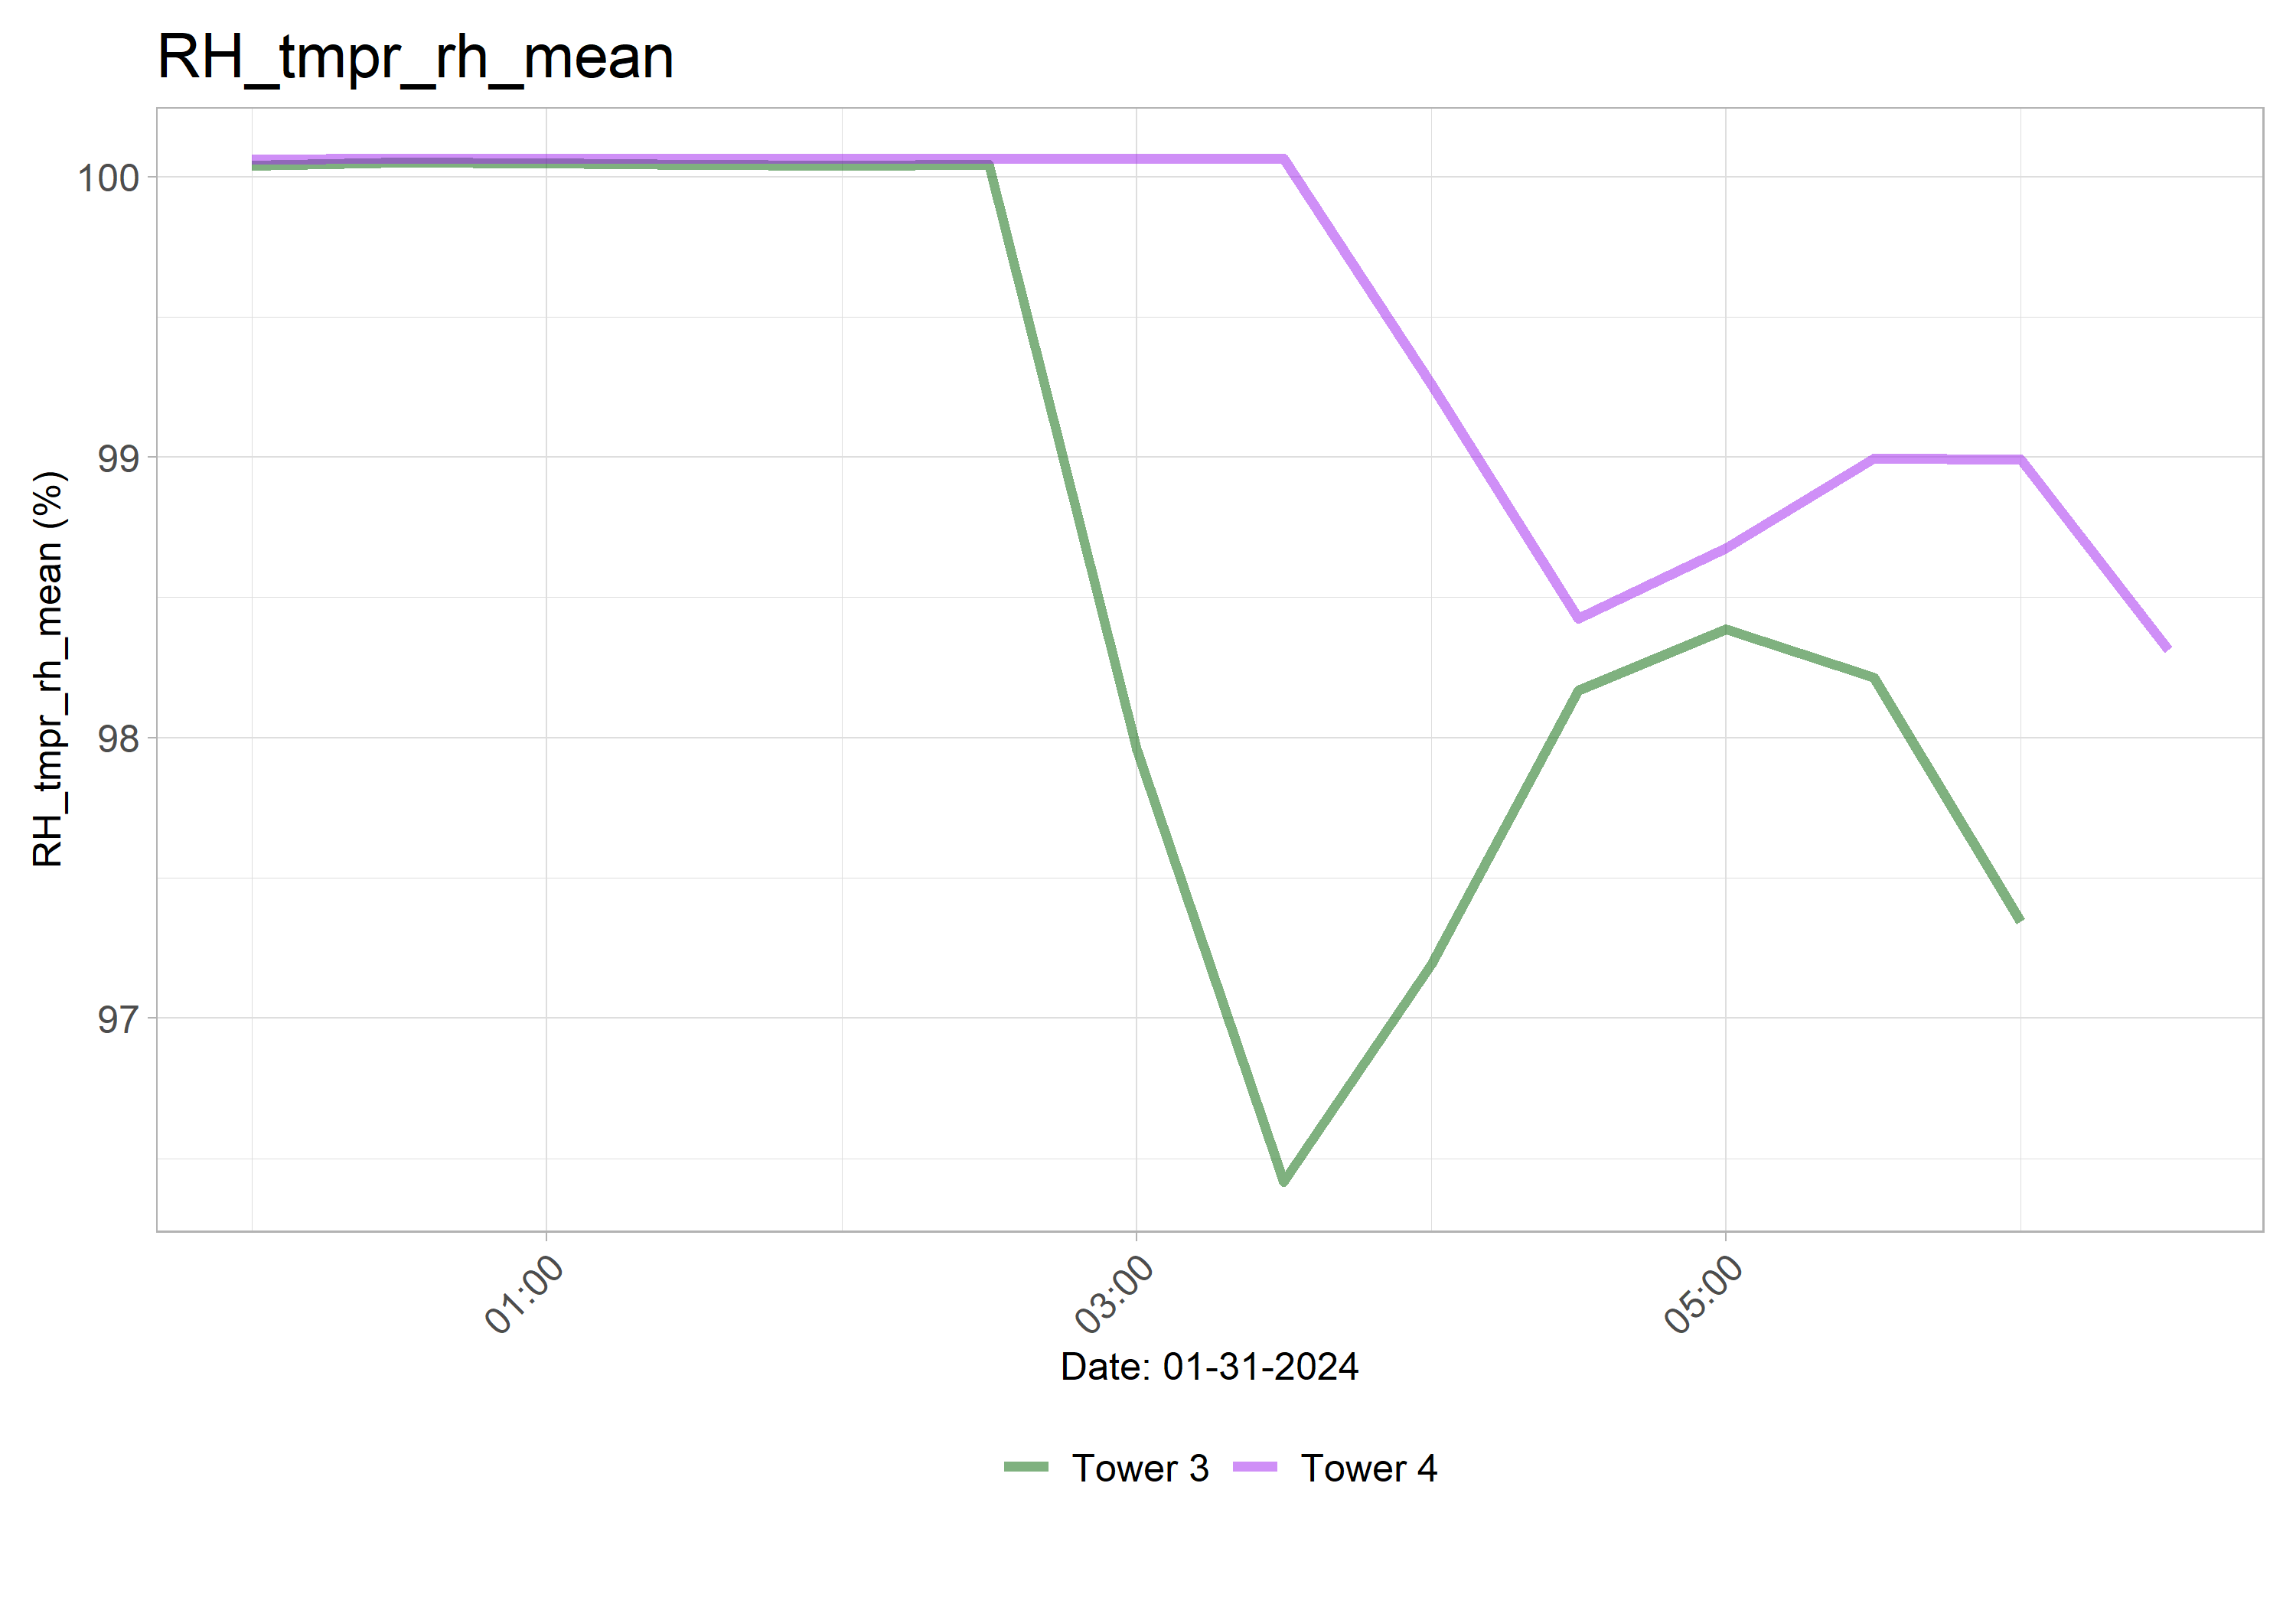 RH_tmpr_rh_mean
RH_tmpr_rh_mean (%)
100
99
98
97
01:00
03:00
05:00
Date: 01-31-2024
Tower 3
Tower 4